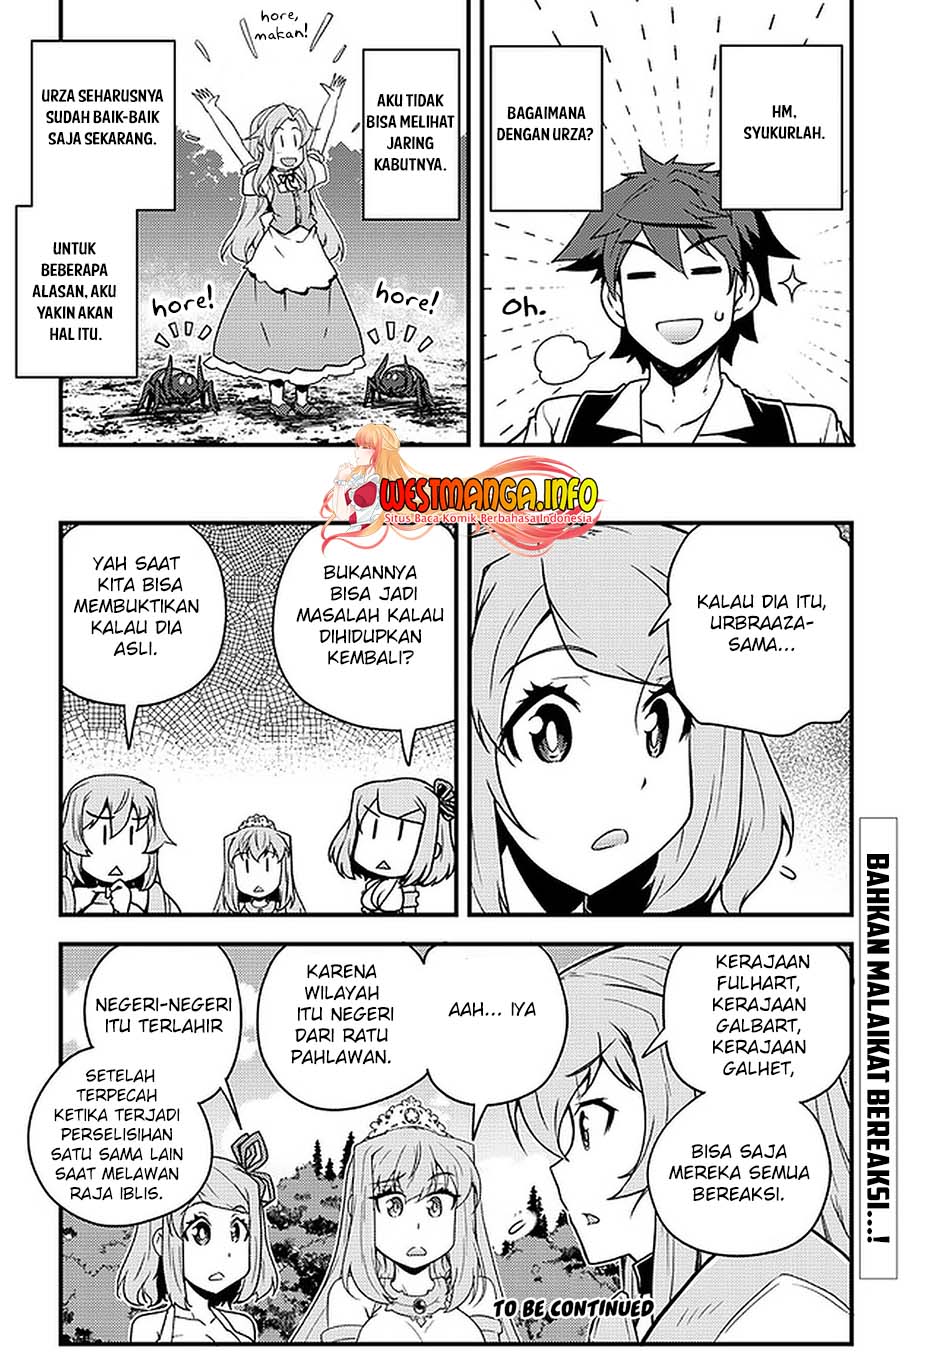 HM,
SYUKURLAH.
BAGAIMANA
DENGAN URZA?
Oh.
AKU TIDAK
BISA MELIHAT
JARING
KABUTNYA.
hore,
makan!
URZA SEHARUSNYA
SUDAH BAIK-BAIK
SAJA SEKARANG.
UNTUK
BEBERAPA
ALASAN, AKU
YAKIN AKAN
HAL ITU.
hore!
hore!
WESTMANGA.INFO
Situs Baca Komik Berbahasa Indonesia
KALAU DIA ITU,
URBRAAZA-
SAMA...
BUKANNYA
BISA JADI
MASALAH KALAU
DIHIDUPKAN
KEMBALI?
YAH SAAT
KITA BISA
MEMBUKTIKAN
KALAU DIA
ASLI.
KERAJAAN
FULHART,
KERAJAAN
GALBART,
KERAJAAN
GALHET,
BISA SAJA
MEREKA SEMUA
BEREAKSI.
AAH... IYA
KARENA
WILAYAH
ITU NEGERI
DARI RATU
PAHLAWAN.
NEGERI-NEGERI
ITU TERLAHIR
SETELAH
TERPECAH
KETIKA TERJADI
PERSELISIHAN
SATU SAMA LAIN
SAAT MELAWAN
RAJA IBLIS.
TO BE CONTINUED
BAHKAN MALAIKAT BEREAKSI...!